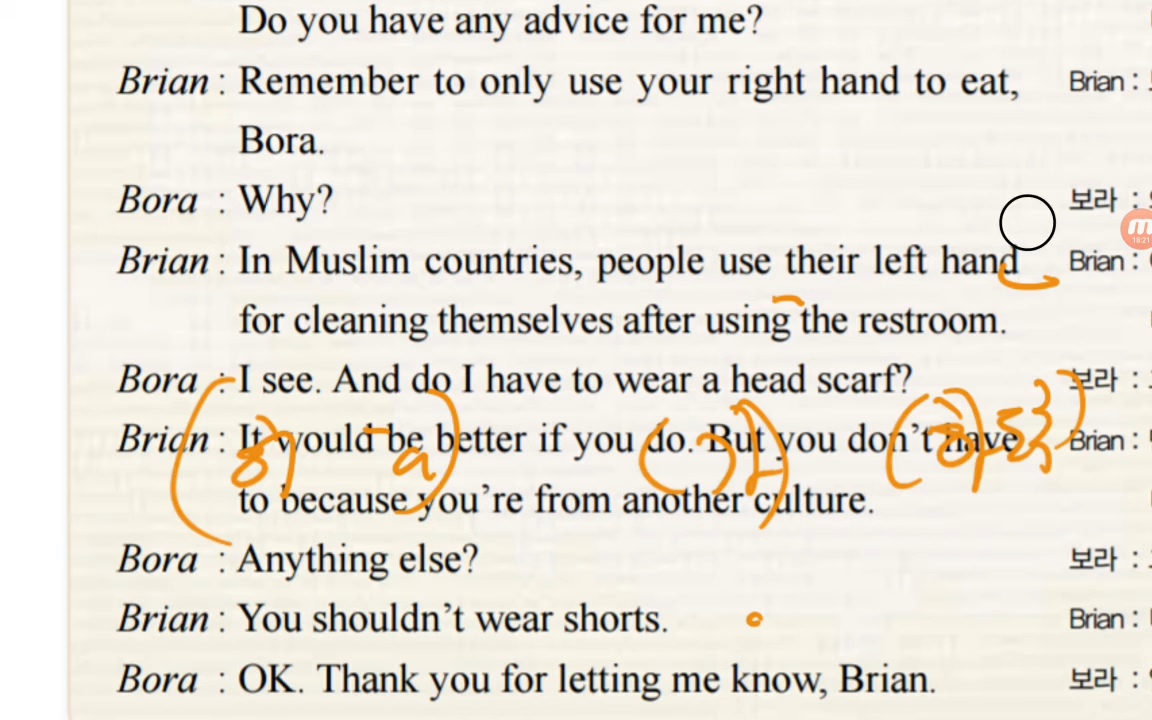 Do you have any advice for me?
Brian : Remember to only use your right hand to eat, Brian :
Bora.
Bora : Why? 보라 :
Brian : In Muslim countries, people use their left hand Brian :
for cleaning themselves after using the restroom.
Bora : I see. And do I have to wear a head scarf? 보라 :
Brian : It would be better if you do. But you don't have Brian :
to because you're from another culture.
Bora : Anything else? 보라 :
Brian : You shouldn't wear shorts. Brian :
Bora : OK. Thank you for letting me know, Brian. 보라 :
18:21